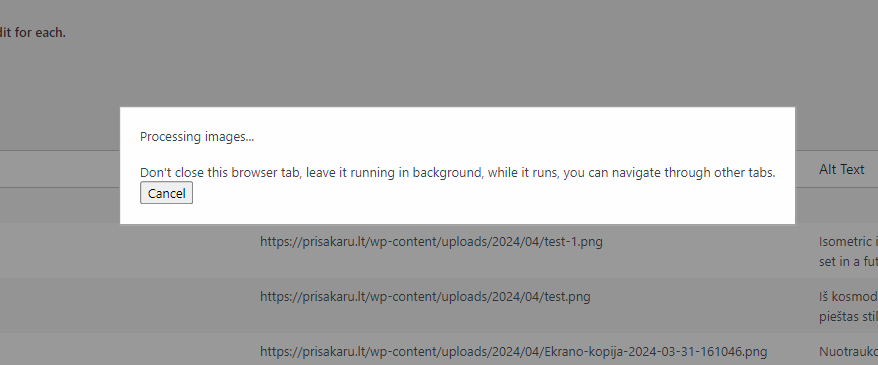 dit for each.
Processing images...
Don't close this browser tab, leave it running in background, while it runs, you can navigate through other tabs.
Cancel
Alt Text
https://prisakaru.lt/wp-content/uploads/2024/04/test-1.png
Isometric i
set in a fut
https://prisakaru.lt/wp-content/uploads/2024/04/test.png
Iš kosmod
pieštas stil
https://prisakaru.lt/wp-content/uploads/2024/04/Ekrano-kopija-2024-03-31-161046.png
Nuotrauko